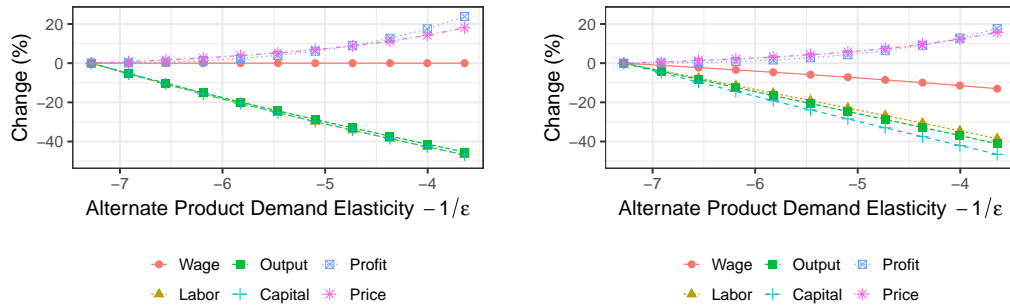 Change (%)
20
0
−20
−40
−7
−6
−5
−4
Alternate Product Demand Elasticity −1/ε
Wage
Output
Profit
Labor
Capital
Price
Change (%)
20
0
−20
−40
−7
−6
−5
−4
Alternate Product Demand Elasticity −1/ε
Wage
Output
Profit
Labor
Capital
Price